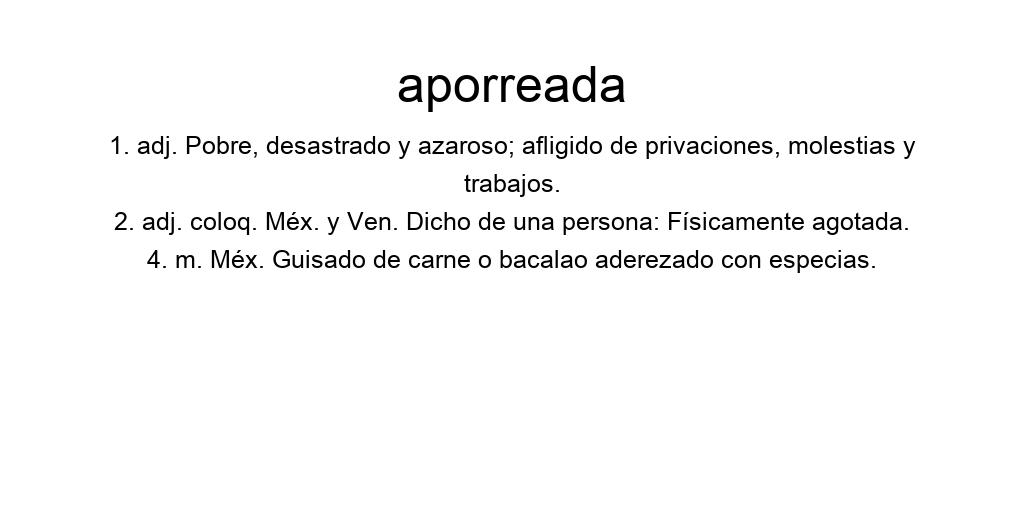 aporreada
1. adj. Pobre, desastrado y azaroso; afligido de privaciones, molestias y
trabajos.
2. adj. coloq. Méx. y Ven. Dicho de una persona: Físicamente agotada.
4. m. Méx. Guisado de carne o bacalao aderezado con especias.